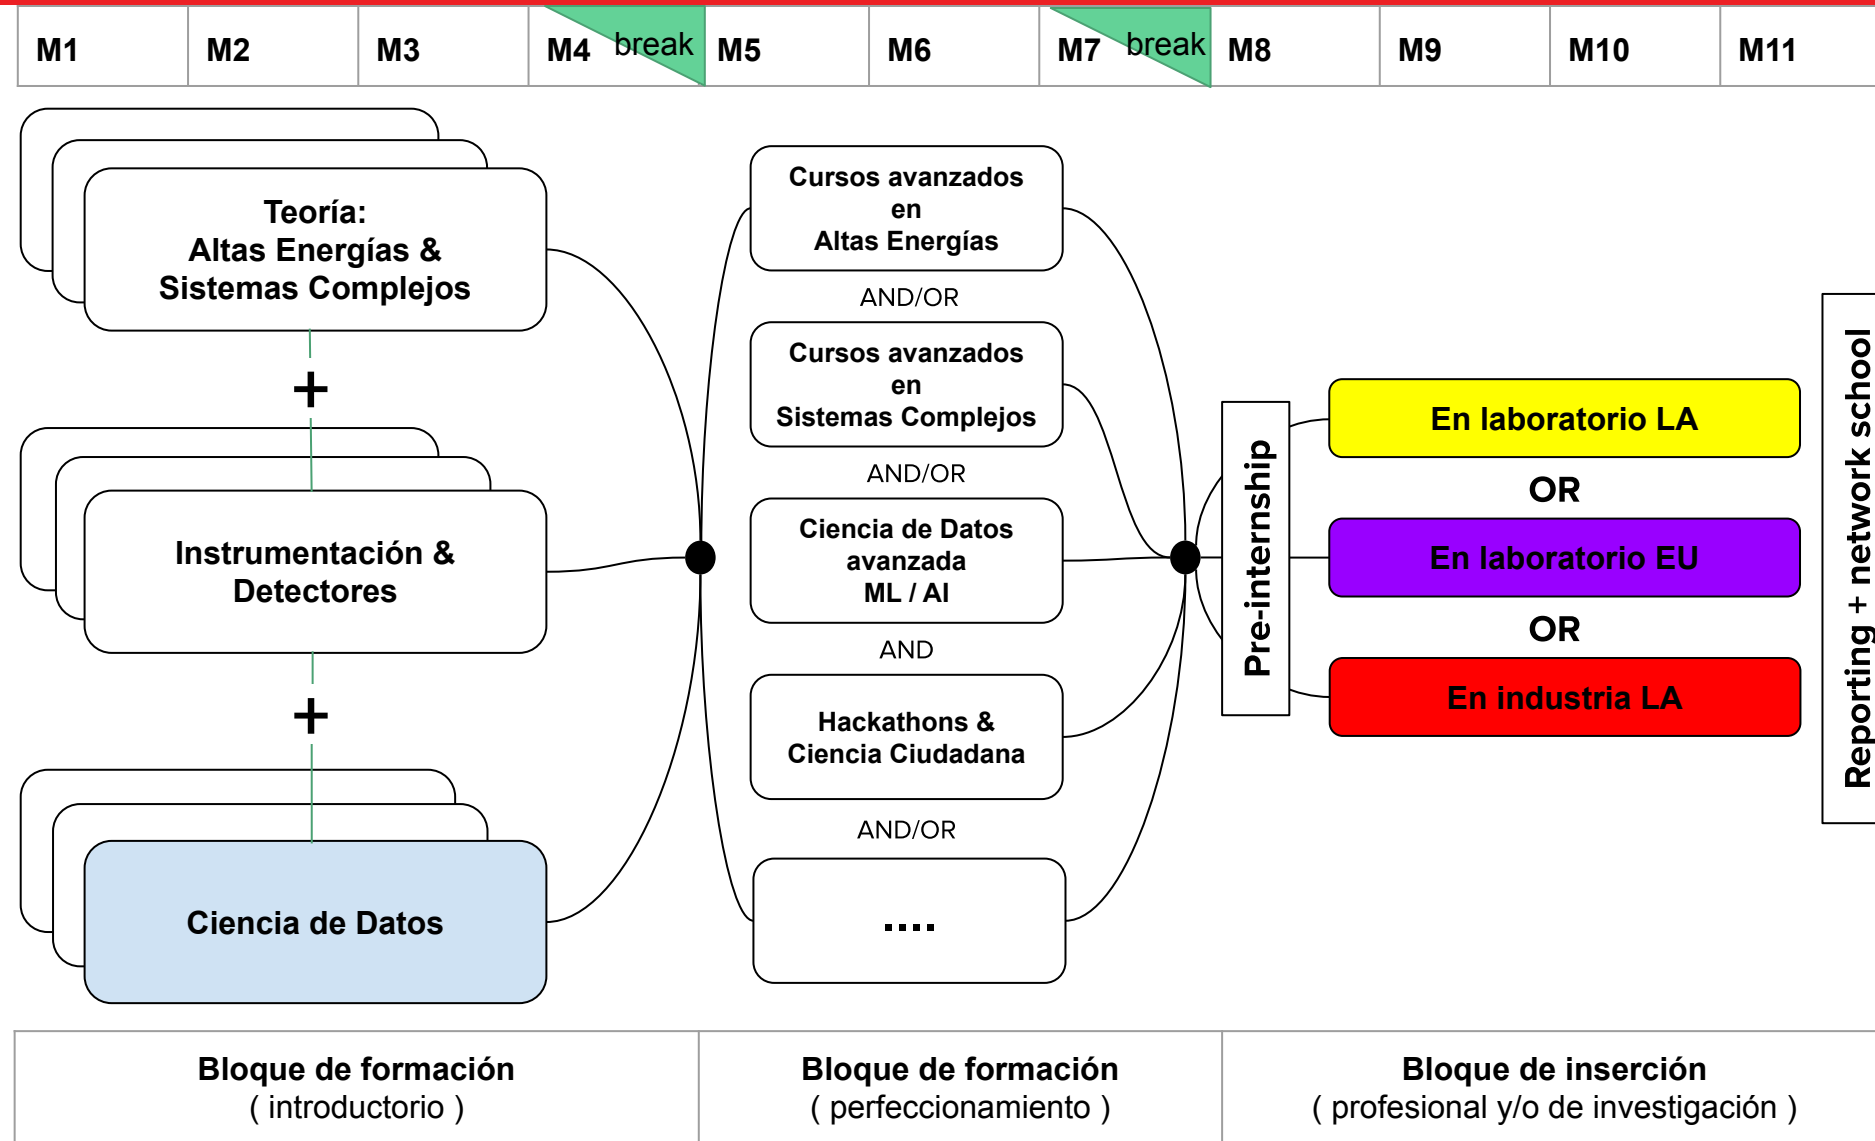 M1 M2 M3 M4 break M5 M6 M7 break M8 M9 M10 M11
Teoría:
Altas Energías &
Sistemas Complejos
+
Instrumentación &
Detectores
+
Ciencia de Datos
Cursos avanzados
en
Altas Energías
AND/OR
Cursos avanzados
en
Sistemas Complejos
AND/OR
Ciencia de Datos
avanzada
ML / AI
AND
Hackathons &
Ciencia Ciudadana
AND/OR
....
Pre-internship
En laboratorio LA
OR
En laboratorio EU
OR
En industria LA
Reporting + network school
Bloque de formación
( introductorio )
Bloque de formación
( perfeccionamiento )
Bloque de inserción
( profesional y/o de investigación )